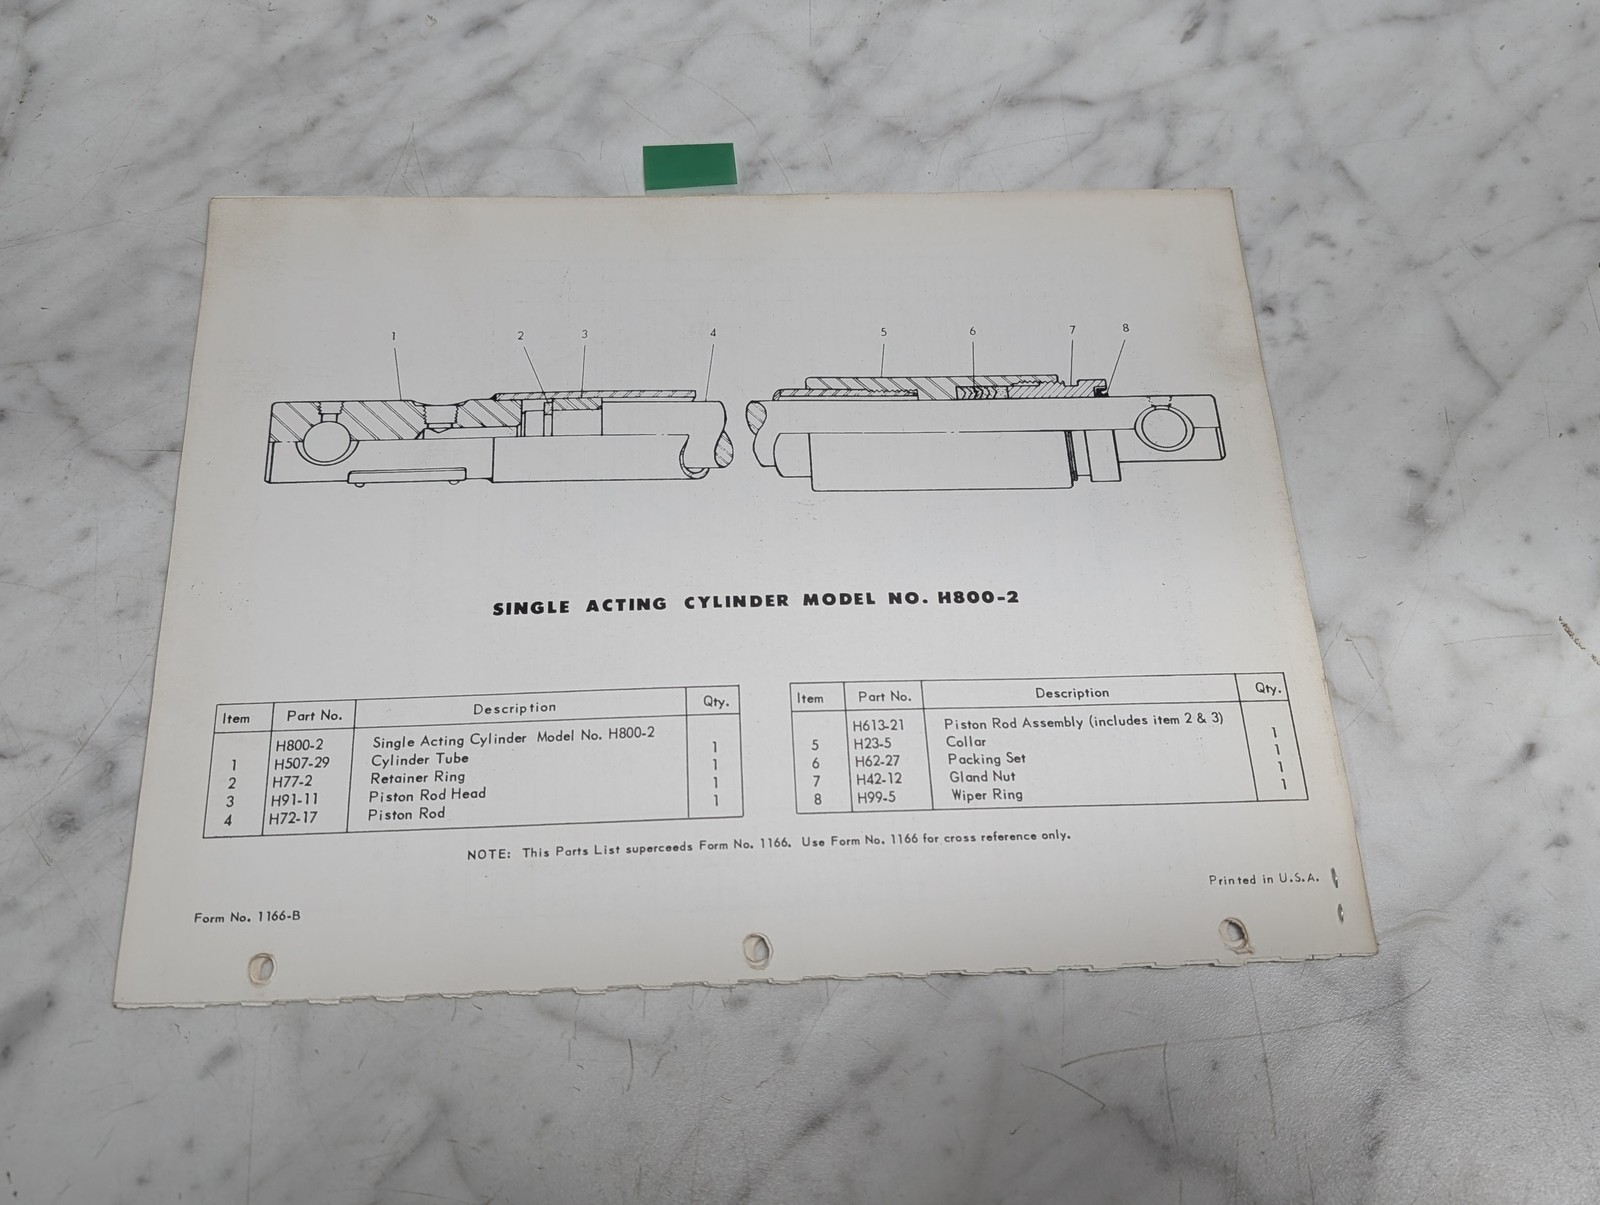 1 2 3 4 5 6 7 8
SINGLE ACTING CYLINDER MODEL NO. H800-2
Item Part No. Description Qty.
H800-2 Single Acting Cylinder Model No. H800-2
1 H507-29 Cylinder Tube 1
2 H77-2 Retainer Ring 1
3 H91-11 Piston Rod Head 1
4 H72-17 Piston Rod 1
Item Part No. Description Qty.
H613-21 Piston Rod Assembly (includes item 2 & 3)
5 H23-5 Collar 1
6 H62-27 Packing Set 1
7 H42-12 Gland Nut 1
8 H99-5 Wiper Ring 1
NOTE: This Parts List superceeds Form No. 1166. Use Form No. 1166 for cross reference only.
Printed in U.S.A.
Form No. 1166-B